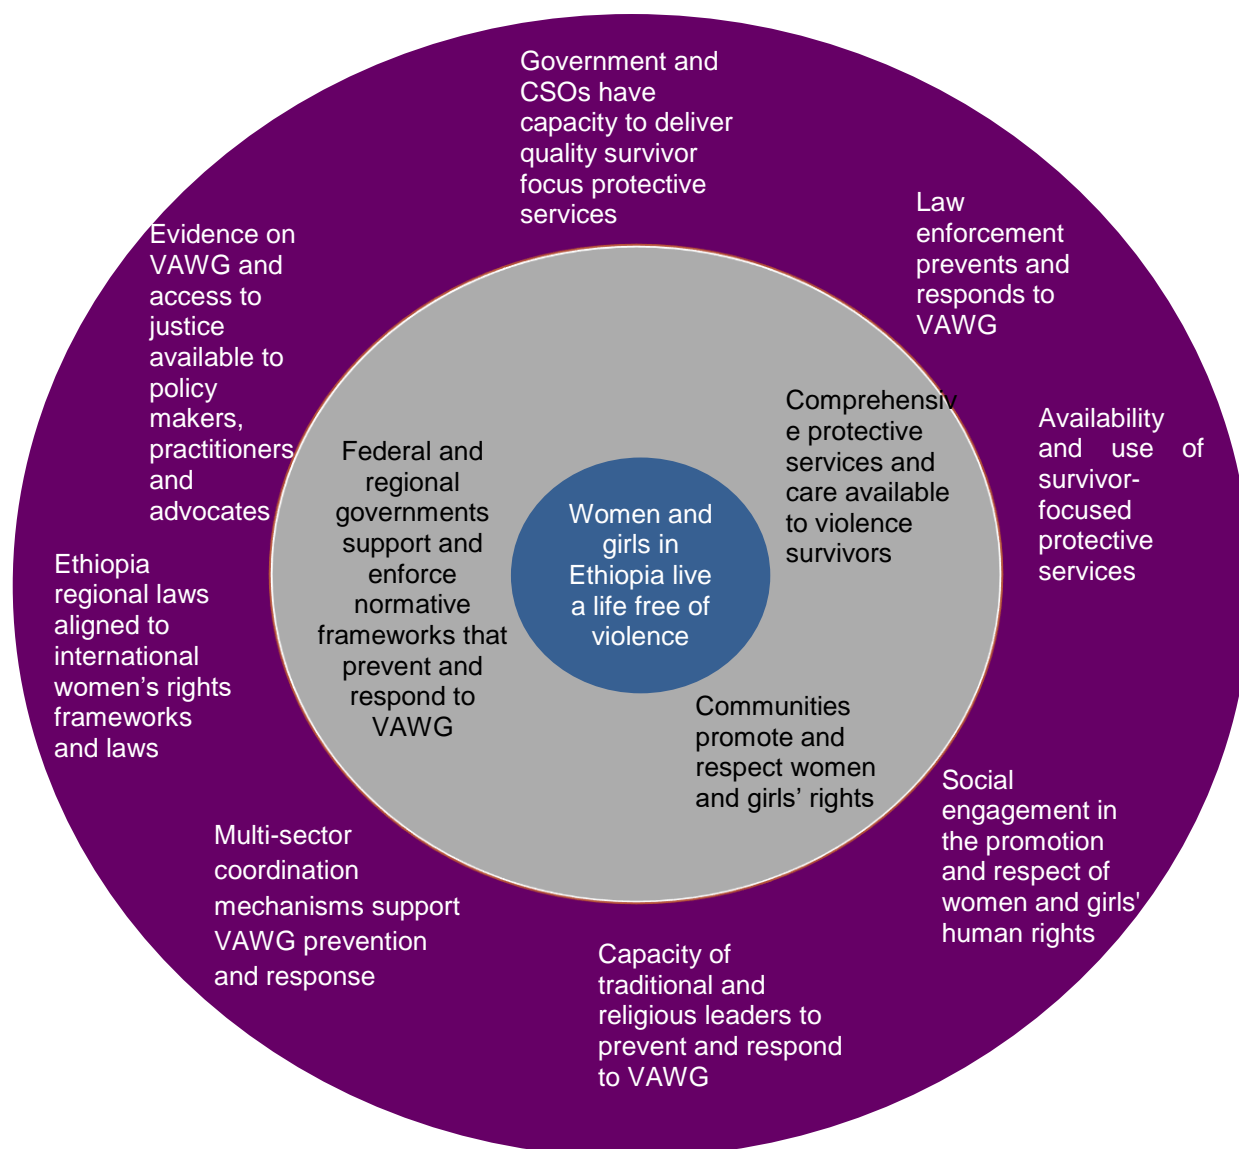 Government and
CSOs have
capacity to deliver
quality survivor
focus protective
services
Law
enforcement
prevents and
responds to
VAWG
Evidence on
VAWG and
access to
justice
available to
policy
makers,
practitioners
and
advocates
Comprehensiv
e protective
services and
care available
to violence
survivors
Availability
and use of
survivor-
focused
protective
services
Federal and
regional
governments
support and
enforce
normative
frameworks that
prevent and
respond to
VAWG
Women and
girls in
Ethiopia live
a life free of
violence
Ethiopia
regional laws
aligned to
international
women’s rights
frameworks
and laws
Communities
promote and
respect women
and girls’ rights
Social
engagement in
the promotion
and respect of
women and girls'
human rights
Multi-sector
coordination
mechanisms support
VAWG prevention
and response
Capacity of
traditional and
religious leaders to
prevent and respond
to VAWG